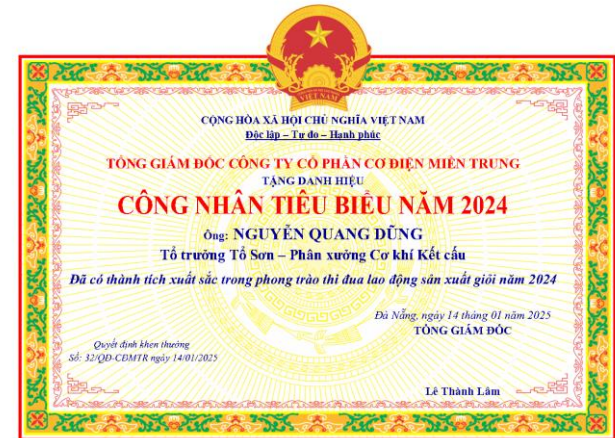 VIỆT NAM
CỘNG HÒA XÃ HỘI CHỦ NGHĨA VIỆT NAM
Độc lập – Tự do – Hạnh phúc
TỔNG GIÁM ĐỐC CÔNG TY CỔ PHẦN CƠ ĐIỆN MIỀN TRUNG
TẶNG DANH HIỆU
CÔNG NHÂN TIÊU BIỂU NĂM 2024
Ông: NGUYỄN QUANG DŨNG
Tổ trưởng Tổ Sơn – Phân xưởng Cơ khí Kết cấu
Đã có thành tích xuất sắc trong phong trào thi đua lao động sản xuất giỏi năm 2024
Đà Nẵng, ngày 14 tháng 01 năm 2025
TỔNG GIÁM ĐỐC
Quyết định khen thưởng
Số: 32/QĐ-CĐMTR ngày 14/01/2025
Lê Thành Lâm